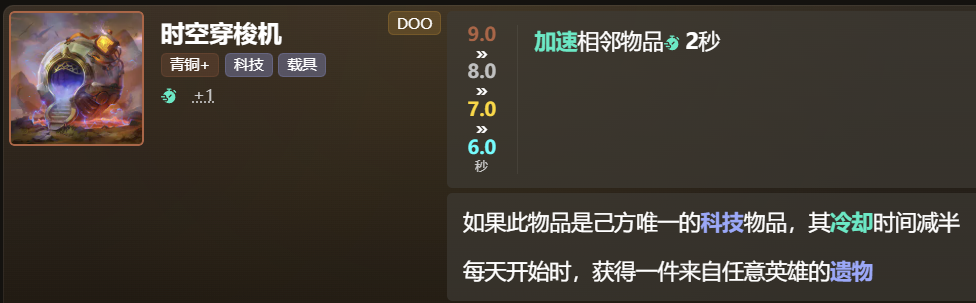 时空穿梭机
DOO
青铜+ 科技 载具
+1
9.0
»
8.0
»
7.0
»
6.0
秒
加速相邻物品 2秒
如果此物品是己方唯一的科技物品，其冷却时间减半
每天开始时，获得一件来自任意英雄的遗物